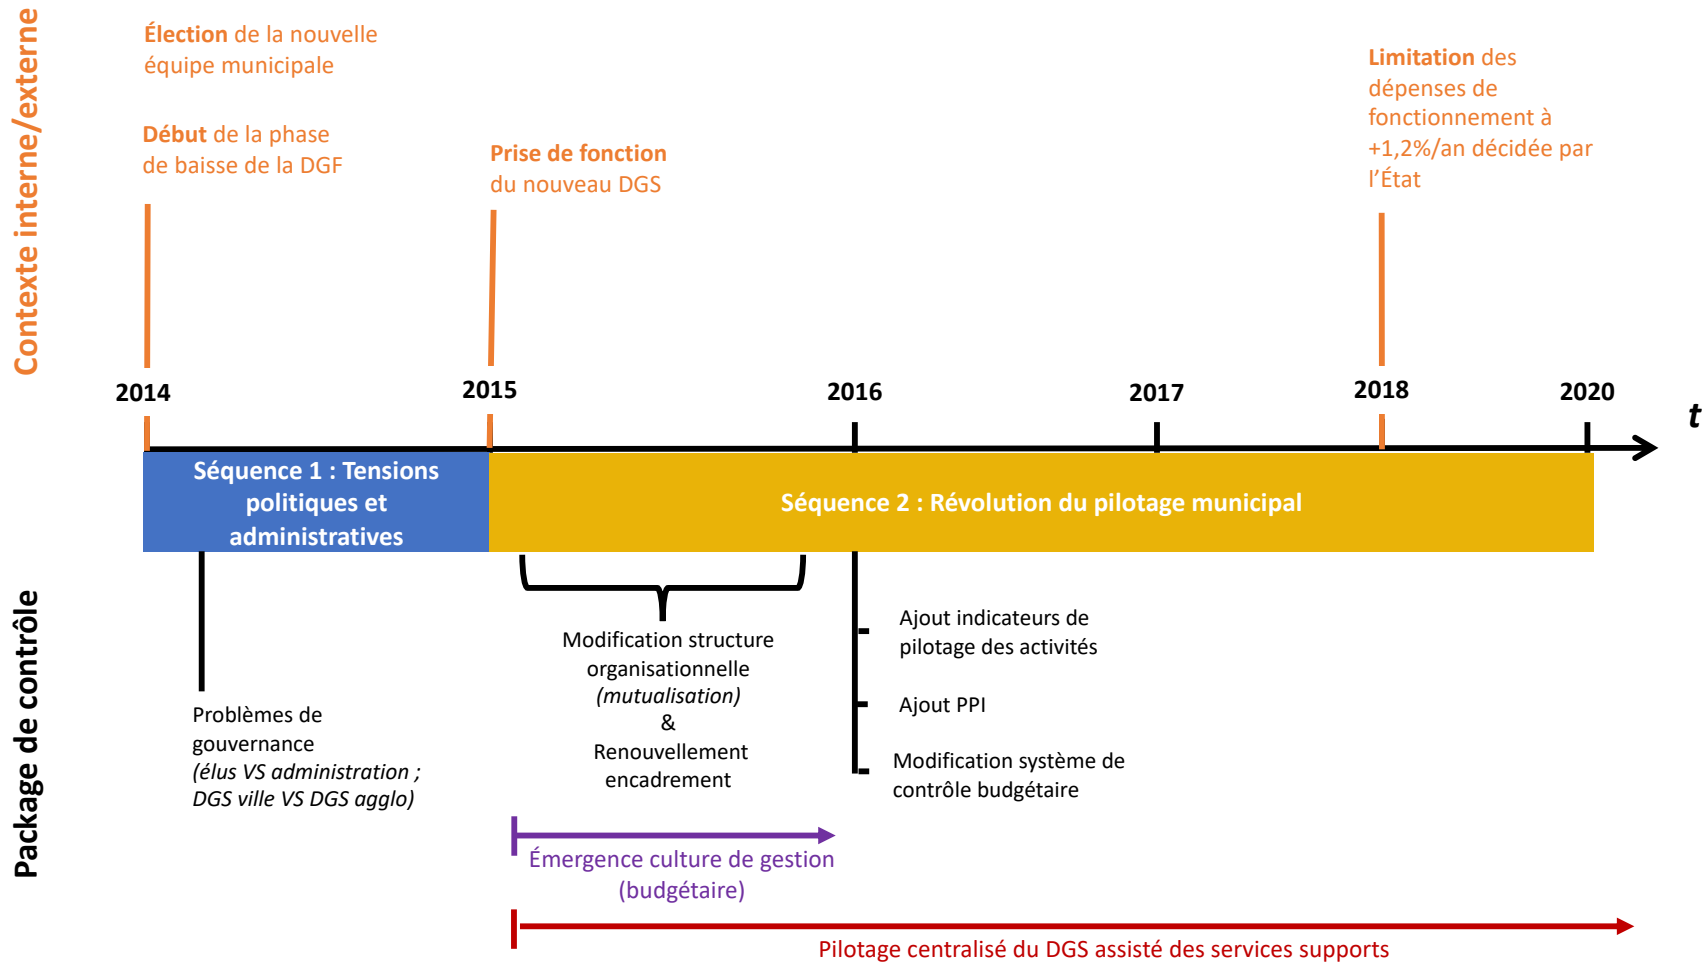 Contexte interne/externe
Élection de la nouvelle
équipe municipale
Début de la phase
de baisse de la DGF
Prise de fonction
du nouveau DGS
Limitation des
dépenses de
fonctionnement à
+1,2%/an décidée par
l'État
2014
2015
2016
2017
2018
2020
t
Séquence 1 : Tensions
politiques et
administratives
Séquence 2 : Révolution du pilotage municipal
Package de contrôle
Problèmes de
gouvernance
(élus VS administration ;
DGS ville VS DGS agglo)
Modification structure
organisationnelle
(mutualisation)
&
Renouvellement
encadrement
Ajout indicateurs de
pilotage des activités
Ajout PPI
Modification système de
contrôle budgétaire
Émergence culture de gestion
(budgétaire)
Pilotage centralisé du DGS assisté des services supports